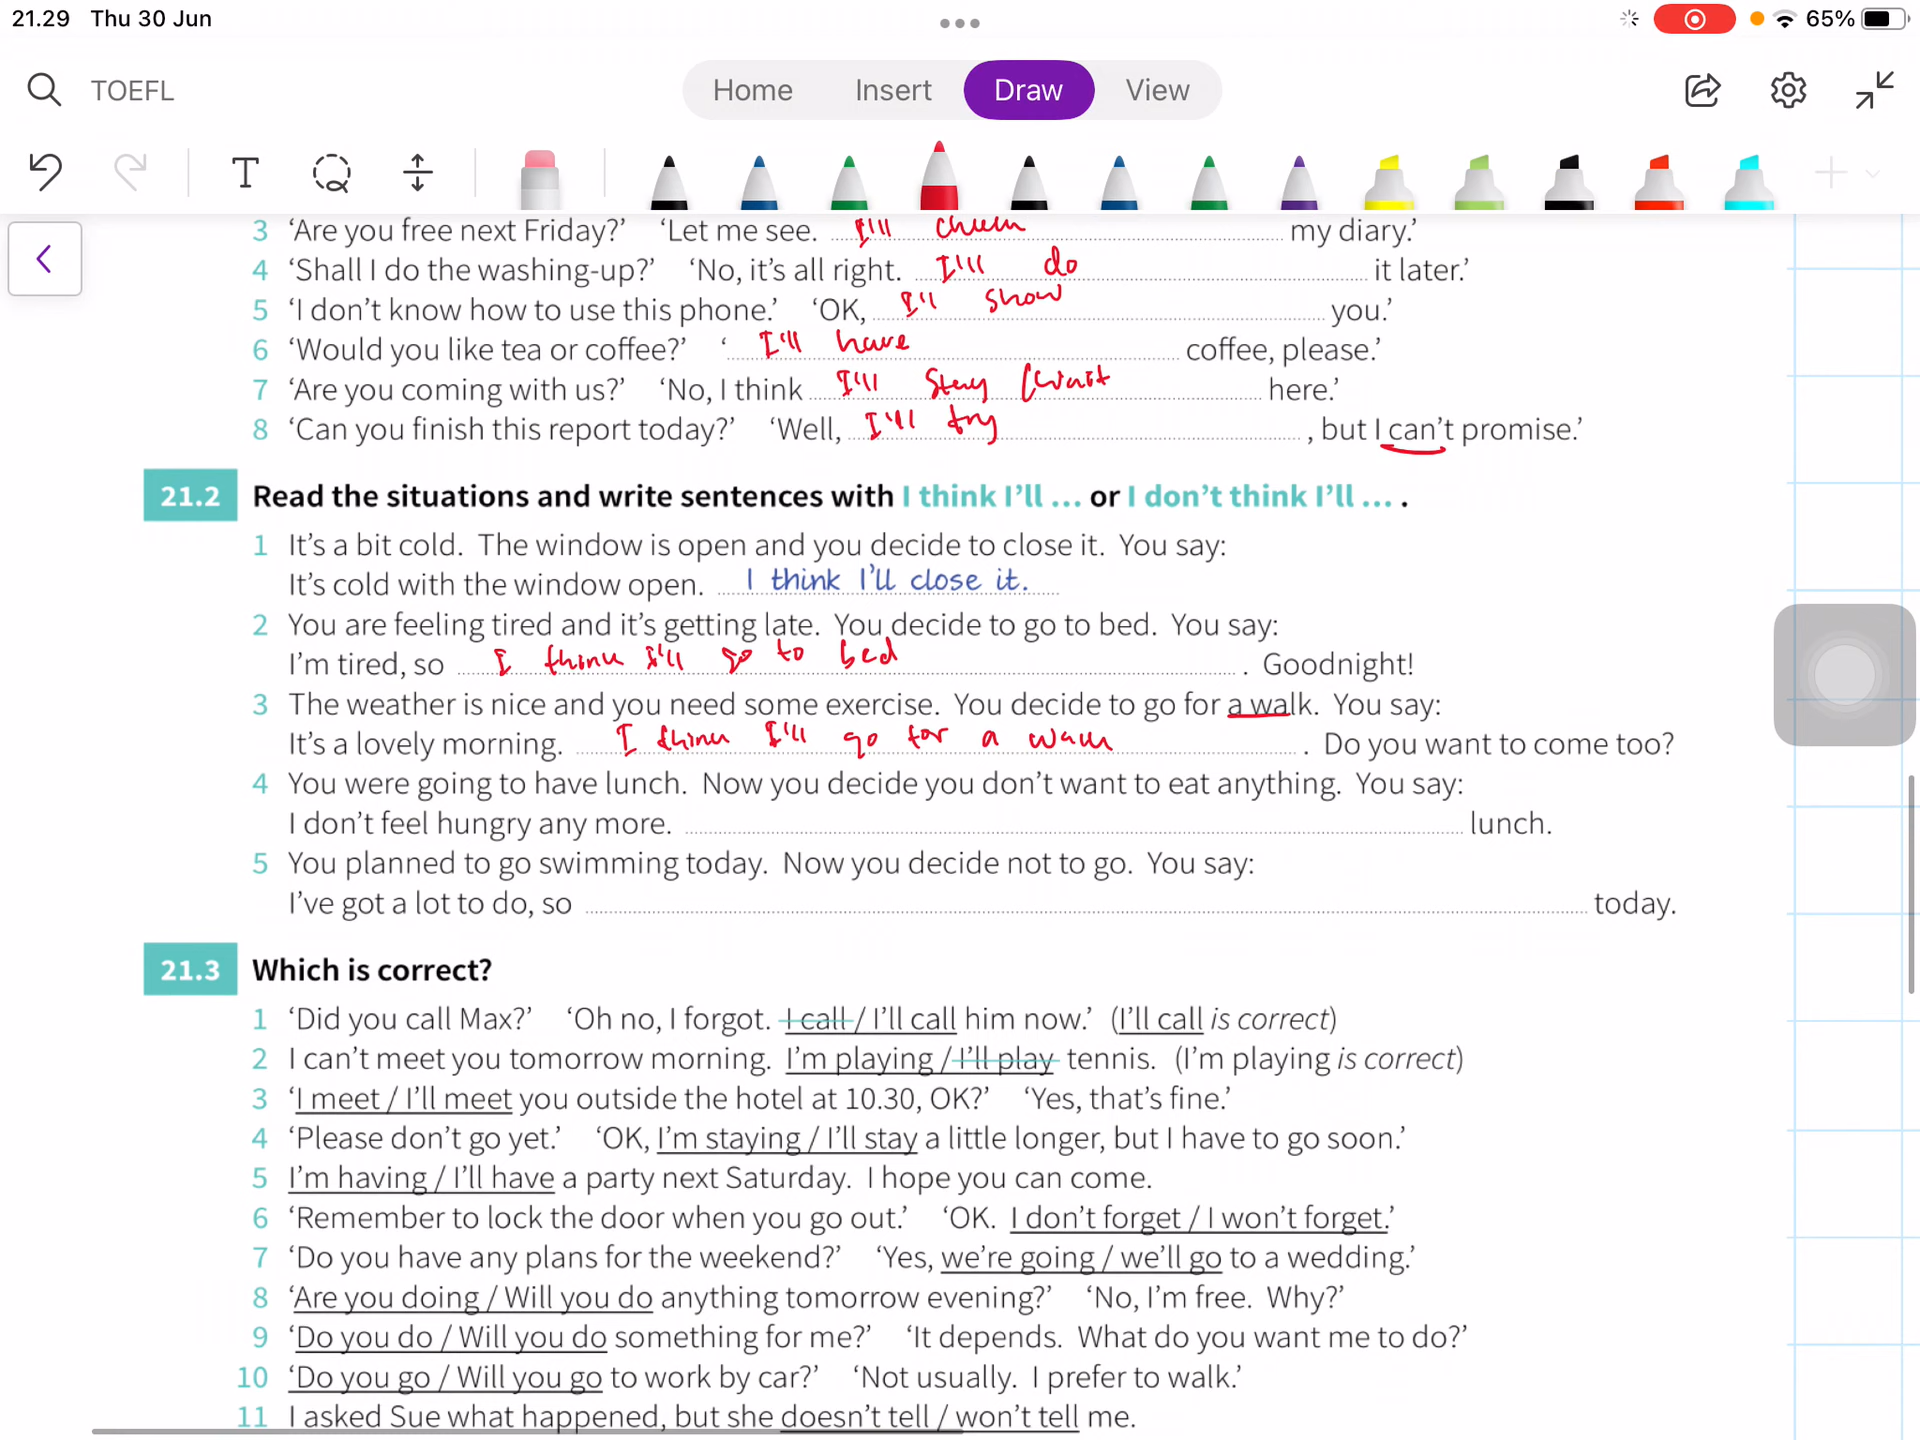 21.29 Thu 30 Jun
65%
TOEFL
Home Insert Draw View
T
3 ‘Are you free next Friday?’ ‘Let me see. I'll check my diary.’
4 ‘Shall I do the washing-up?’ ‘No, it’s all right. I'll do it later.’
5 ‘I don’t know how to use this phone.’ ‘OK, I'll show you.’
6 ‘Would you like tea or coffee?’ ‘ I'll have coffee, please.’
7 ‘Are you coming with us?’ ‘No, I think I'll stay / wait here.’
8 ‘Can you finish this report today?’ ‘Well, I'll try , but I can’t promise.’
21.2 Read the situations and write sentences with I think I’ll ... or I don’t think I’ll ... .
1 It’s a bit cold. The window is open and you decide to close it. You say:
It’s cold with the window open. I think I’ll close it.
2 You are feeling tired and it’s getting late. You decide to go to bed. You say:
I’m tired, so I think I'll go to bed . Goodnight!
3 The weather is nice and you need some exercise. You decide to go for a walk. You say:
It’s a lovely morning. I think I'll go for a walk . Do you want to come too?
4 You were going to have lunch. Now you decide you don’t want to eat anything. You say:
I don’t feel hungry any more. lunch.
5 You planned to go swimming today. Now you decide not to go. You say:
I’ve got a lot to do, so today.
21.3 Which is correct?
1 ‘Did you call Max?’ ‘Oh no, I forgot. I call / I’ll call him now.’ (I’ll call is correct)
2 I can’t meet you tomorrow morning. I’m playing / I’ll play tennis. (I’m playing is correct)
3 ‘I meet / I’ll meet you outside the hotel at 10.30, OK?’ ‘Yes, that’s fine.’
4 ‘Please don’t go yet.’ ‘OK, I’m staying / I’ll stay a little longer, but I have to go soon.’
5 I’m having / I’ll have a party next Saturday. I hope you can come.
6 ‘Remember to lock the door when you go out.’ ‘OK. I don’t forget / I won’t forget.’
7 ‘Do you have any plans for the weekend?’ ‘Yes, we’re going / we’ll go to a wedding.’
8 ‘Are you doing / Will you do anything tomorrow evening?’ ‘No, I’m free. Why?’
9 ‘Do you do / Will you do something for me?’ ‘It depends. What do you want me to do?’
10 ‘Do you go / Will you go to work by car?’ ‘Not usually. I prefer to walk.’
11 I asked Sue what happened, but she doesn’t tell / won’t tell me.